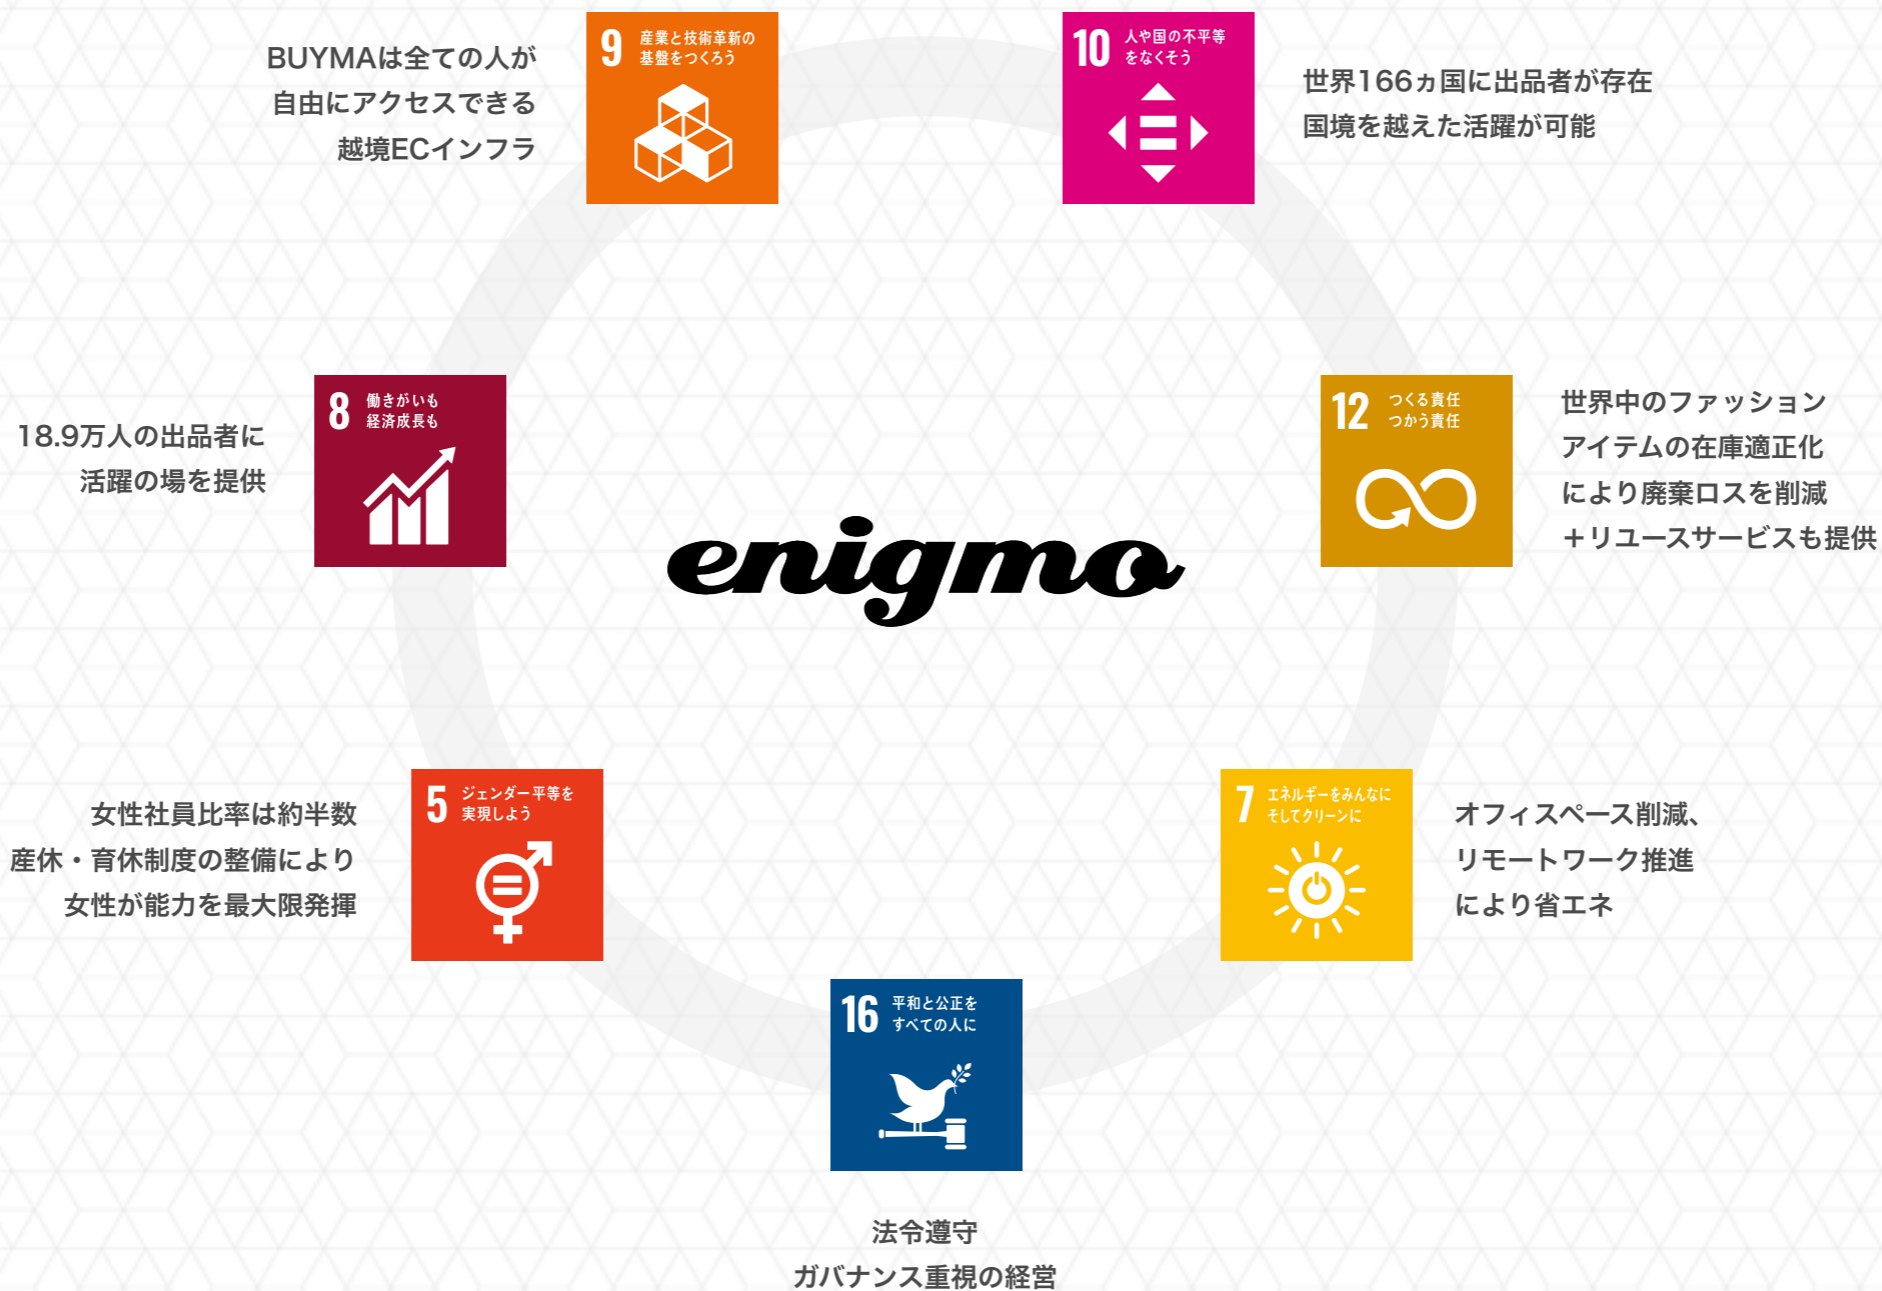 BUYMAは全ての人が
自由にアクセスできる
越境ECインフラ
9 産業と技術革新の
基盤をつくろう
10 人や国の不平等
をなくそう
世界166ヵ国に出品者が存在
国境を越えた活躍が可能
18.9万人の出品者に
活躍の場を提供
8 働きがいも
経済成長も
12 つくる責任
つかう責任
世界中のファッション
アイテムの在庫適正化
により廃棄ロスを削減
+リユースサービスも提供
enigmo
女性社員比率は約半数
産休・育休制度の整備により
女性が能力を最大限発揮
5 ジェンダー平等を
実現しよう
7 エネルギーをみんなに
そしてクリーンに
オフィスペース削減、
リモートワーク推進
により省エネ
16 平和と公正を
すべての人に
法令遵守
ガバナンス重視の経営